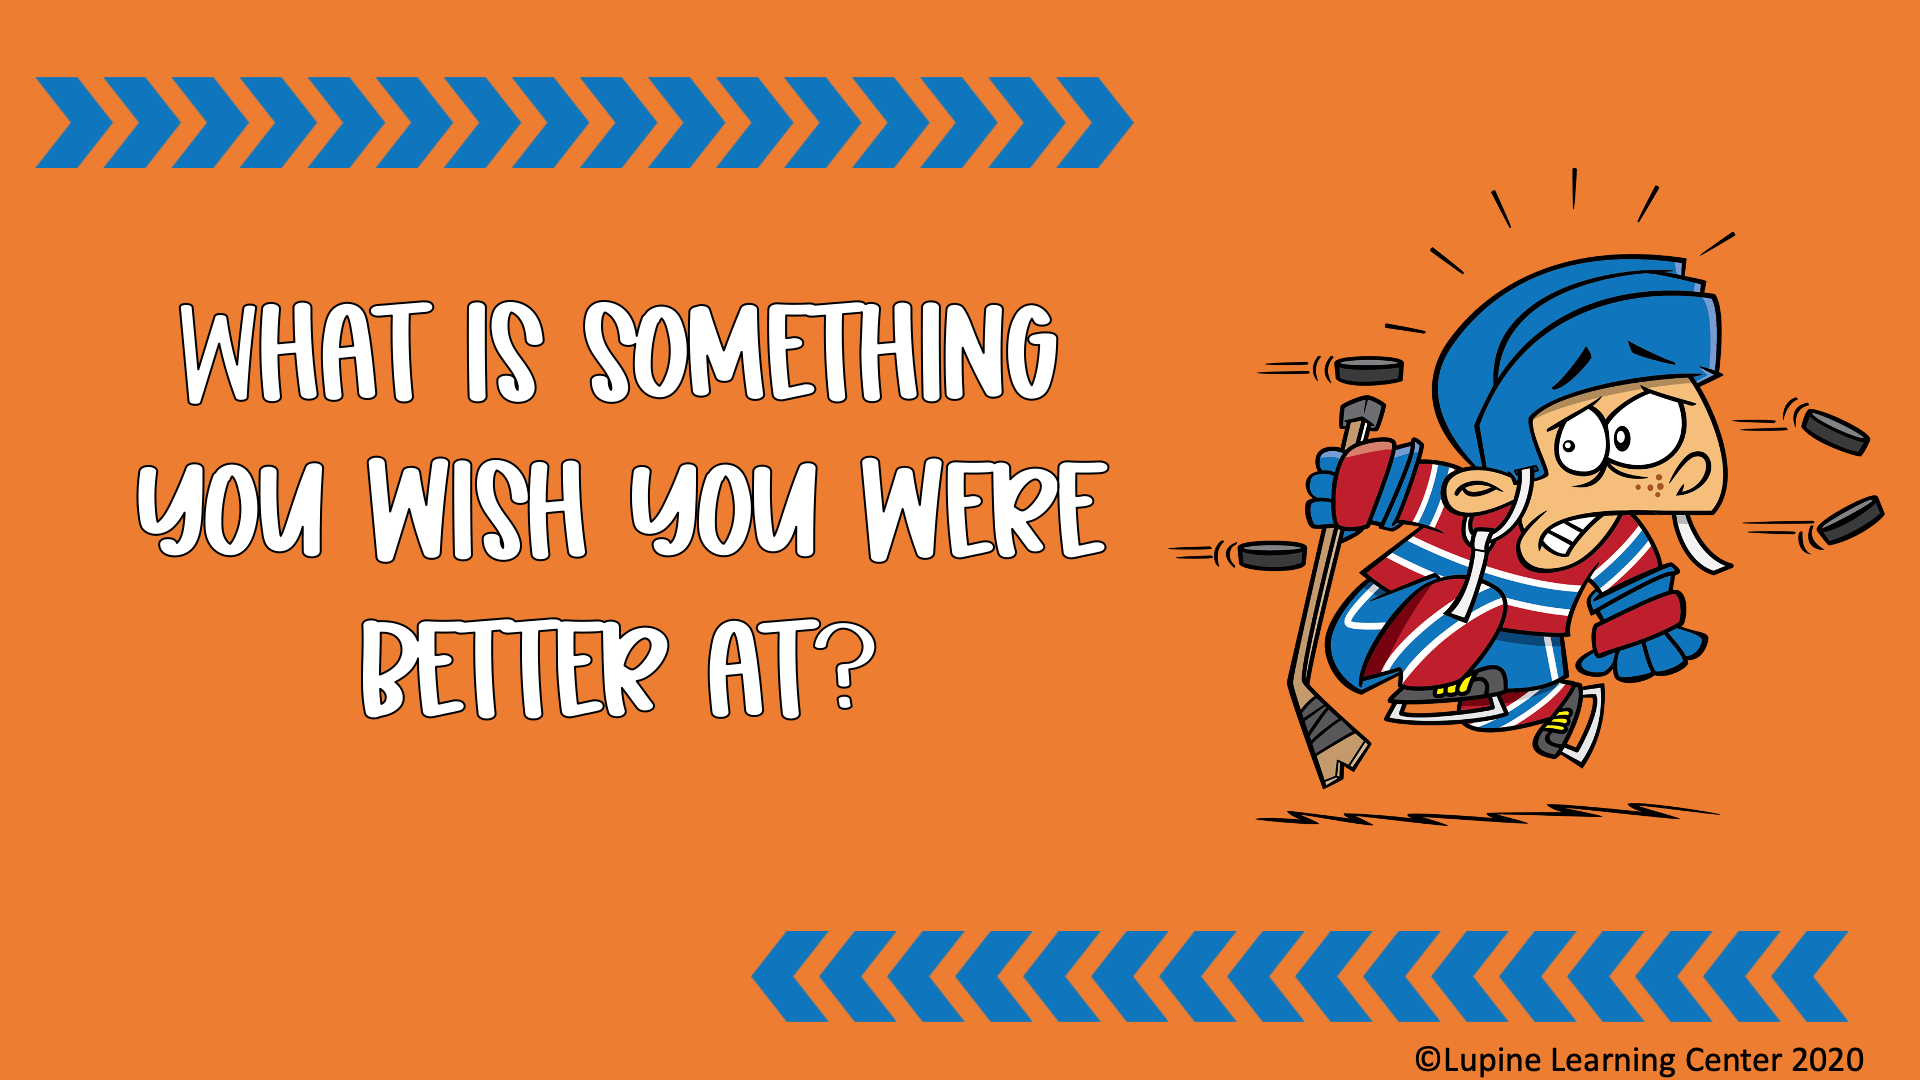 WHAT IS SOMETHING
YOU WISH YOU WERE
BETTER AT?
©Lupine Learning Center 2020